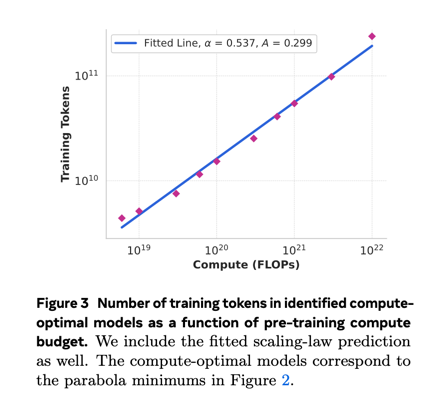 Fitted Line, α = 0.537, A = 0.299
10¹¹
10¹⁰
Training Tokens
10¹⁹
10²⁰
10²¹
10²²
Compute (FLOPs)
Figure 3 Number of training tokens in identified compute-
optimal models as a function of pre-training compute
budget. We include the fitted scaling-law prediction
as well. The compute-optimal models correspond to
the parabola minimums in Figure 2.